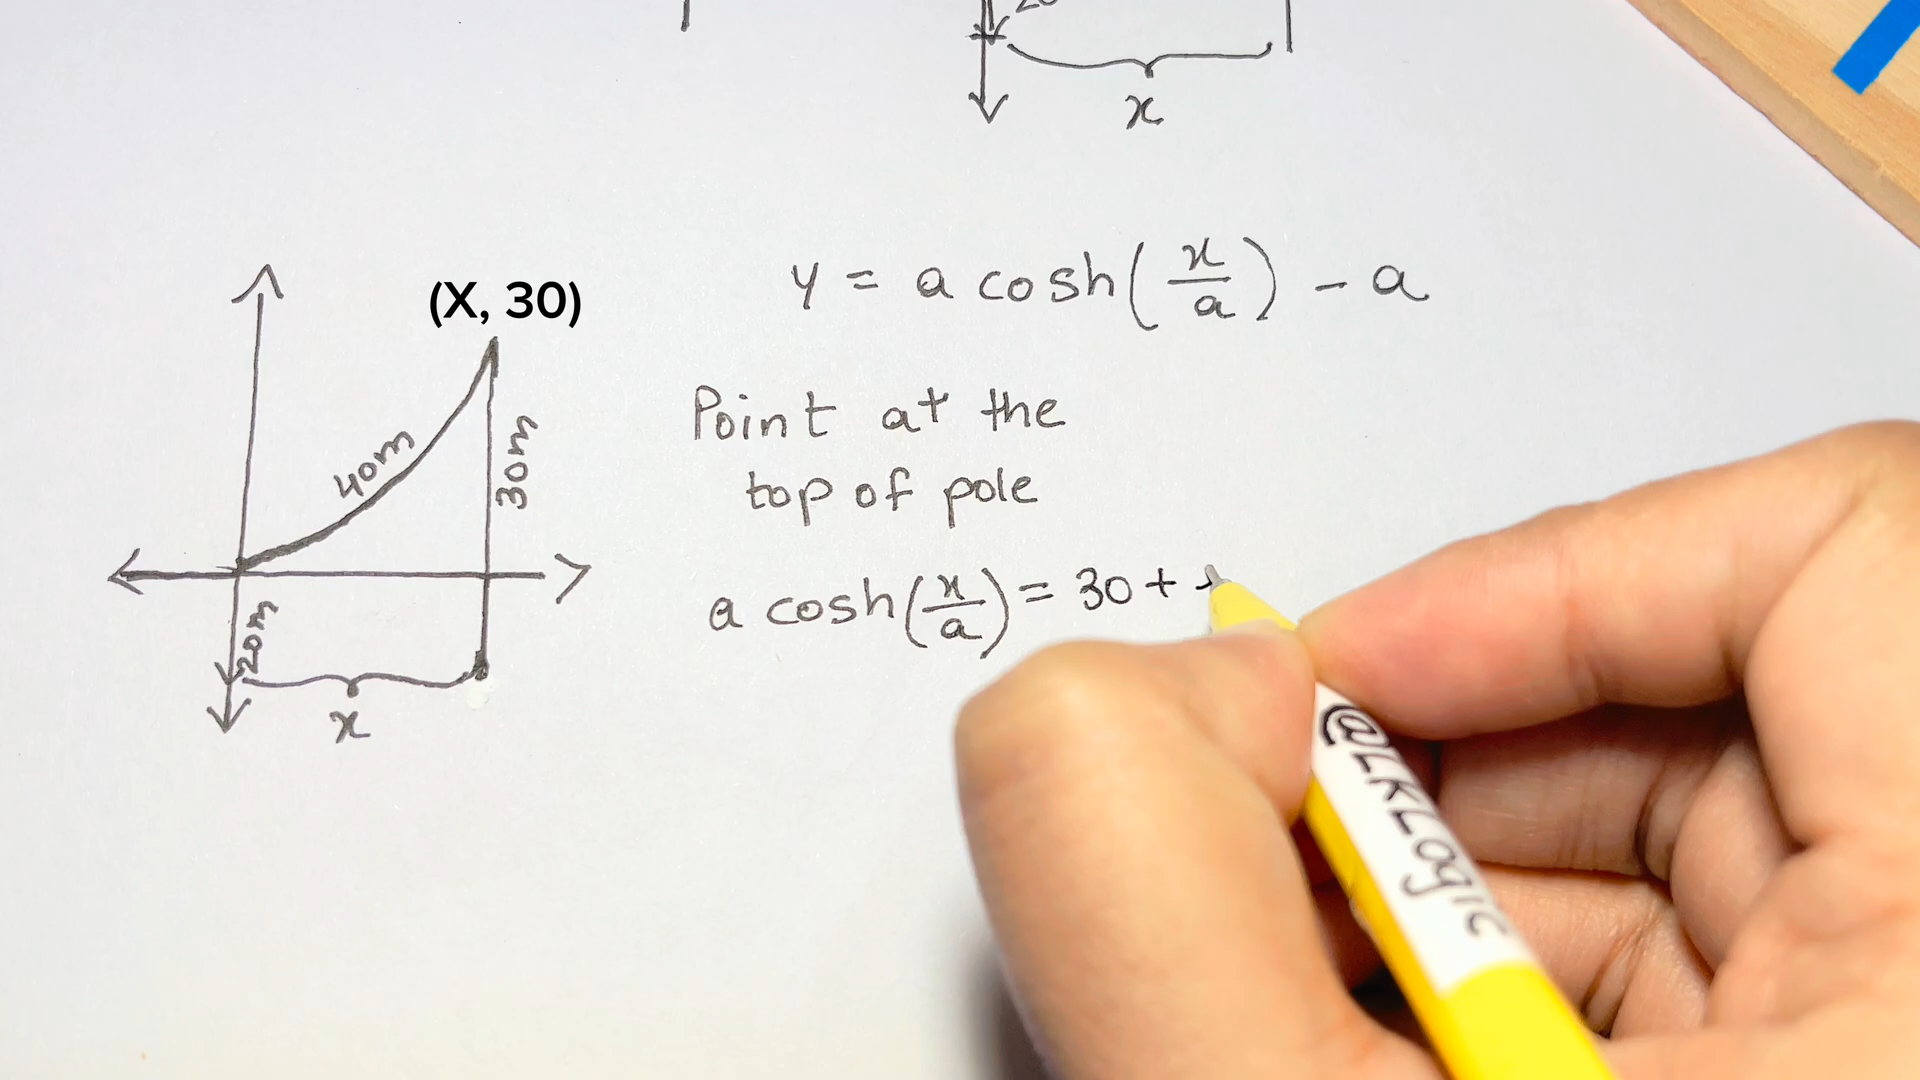 x
y = a cosh(x/a) - a
(X, 30)
Point at the
40m
30m
top of pole
a cosh(x/a) = 30 +
20m
x
@LKLogic